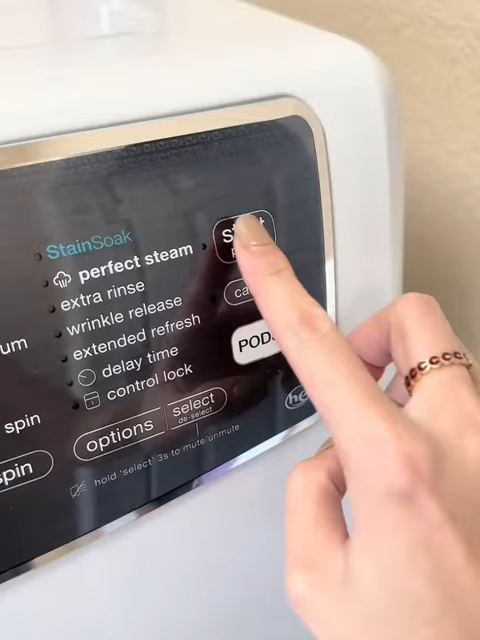 StainSoak
perfect steam
extra rinse
wrinkle release
extended refresh
delay time
control lock
spin
spin
options
select
de-select
hold 'select' 3s to mute/unmute
PODS